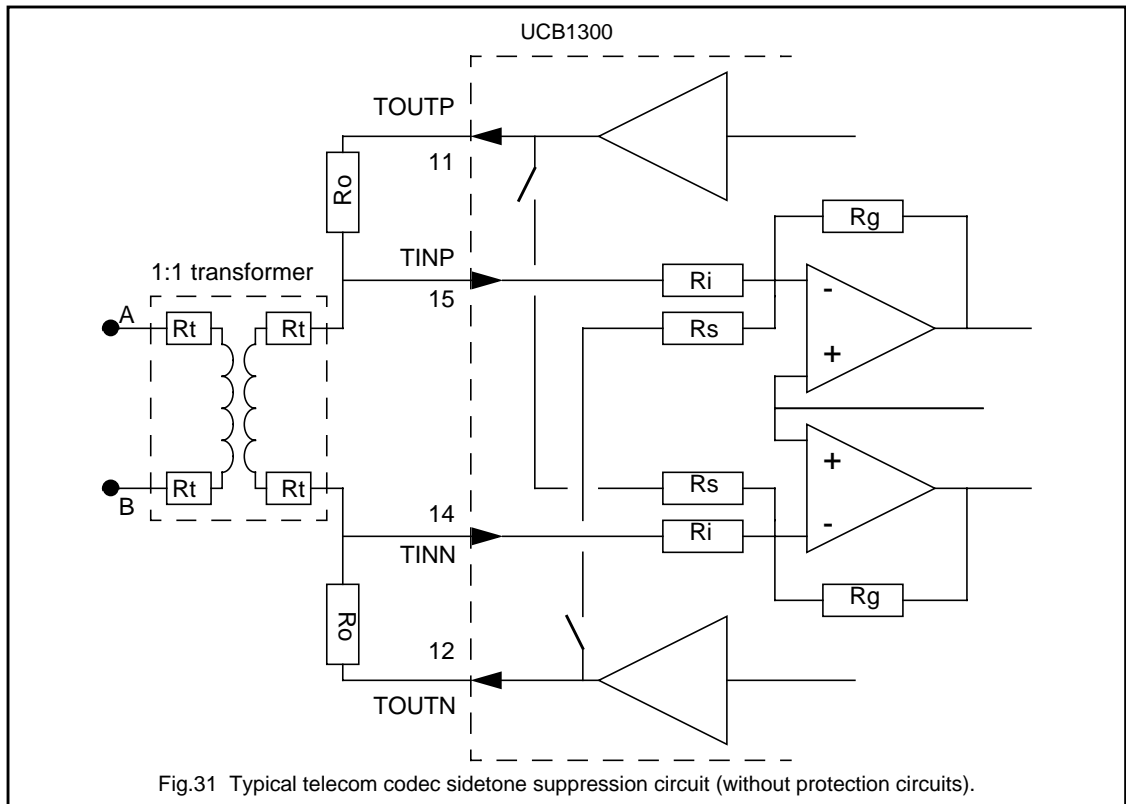 UCB1300
TOUTP
11
Ro
Rg
TINP
1:1 transformer
15
Ri
-
A
Rt
Rt
Rs
+
+
B
Rt
Rt
14
Rs
TINN
Ri
-
Ro
Rg
12
TOUTN
Fig.31 Typical telecom codec sidetone suppression circuit (without protection circuits).